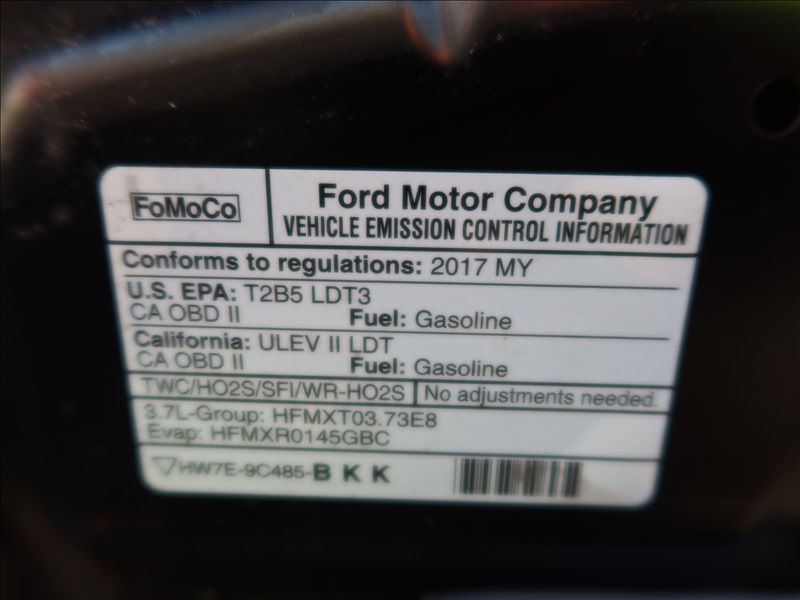 FoMoCo
Ford Motor Company
VEHICLE EMISSION CONTROL INFORMATION
Conforms to regulations: 2017 MY
U.S. EPA: T2B5 LDT3
CA OBD II Fuel: Gasoline
California: ULEV II LDT
CA OBD II Fuel: Gasoline
TWC/HO2S/SFI/WR-HO2S No adjustments needed.
3.7L-Group: HFMXT03.73E8
Evap: HFMXR0145GBC
HW7E-9C485-B K K